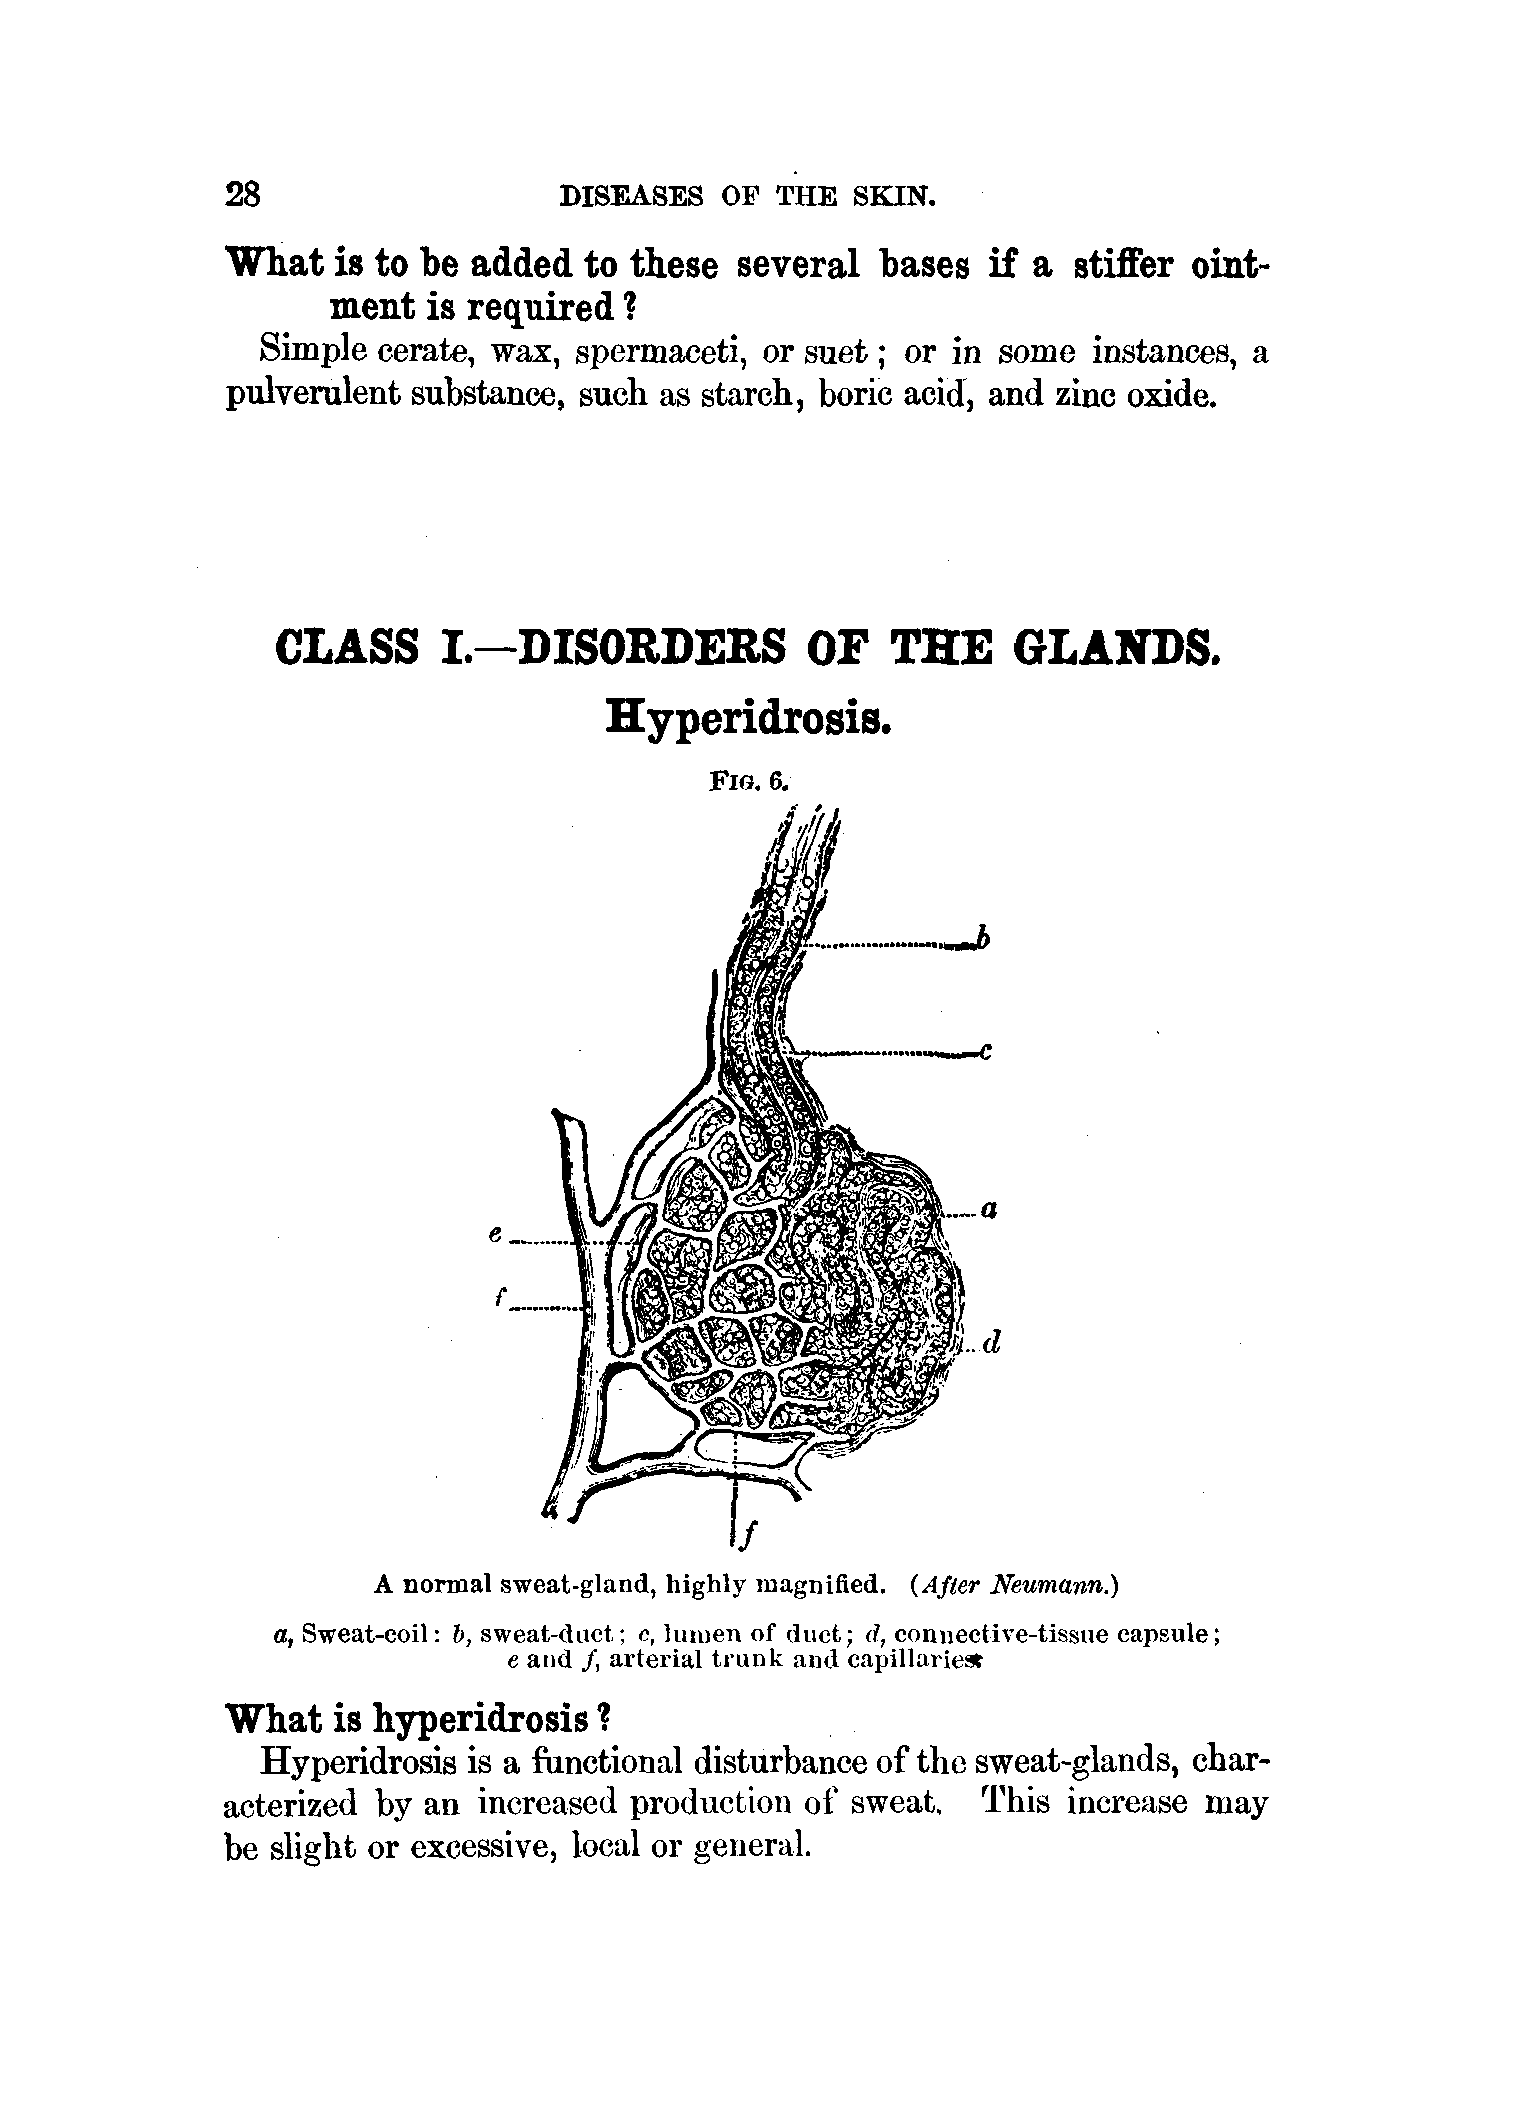 28 DISEASES OF THE SKIN.
What is to be added to these several bases if a stiffer oint-
ment is required ?
Simple cerate, wax, spermaceti, or suet ; or in some instances, a
pulverulent substance, such as starch, boric acid, and zinc oxide.
CLASS I.—DISORDERS OF THE GLANDS.
Hyperidrosis.
FIG. 6.
b
c
a
e
f
d
f
A normal sweat-gland, highly magnified. (After Neumann.)
a, Sweat-coil: b, sweat-duct; c, lumen of duct; d, connective-tissue capsule;
e and f, arterial trunk and capillaries
What is hyperidrosis ?
Hyperidrosis is a functional disturbance of the sweat-glands, char-
acterized by an increased production of sweat. This increase may
be slight or excessive, local or general.